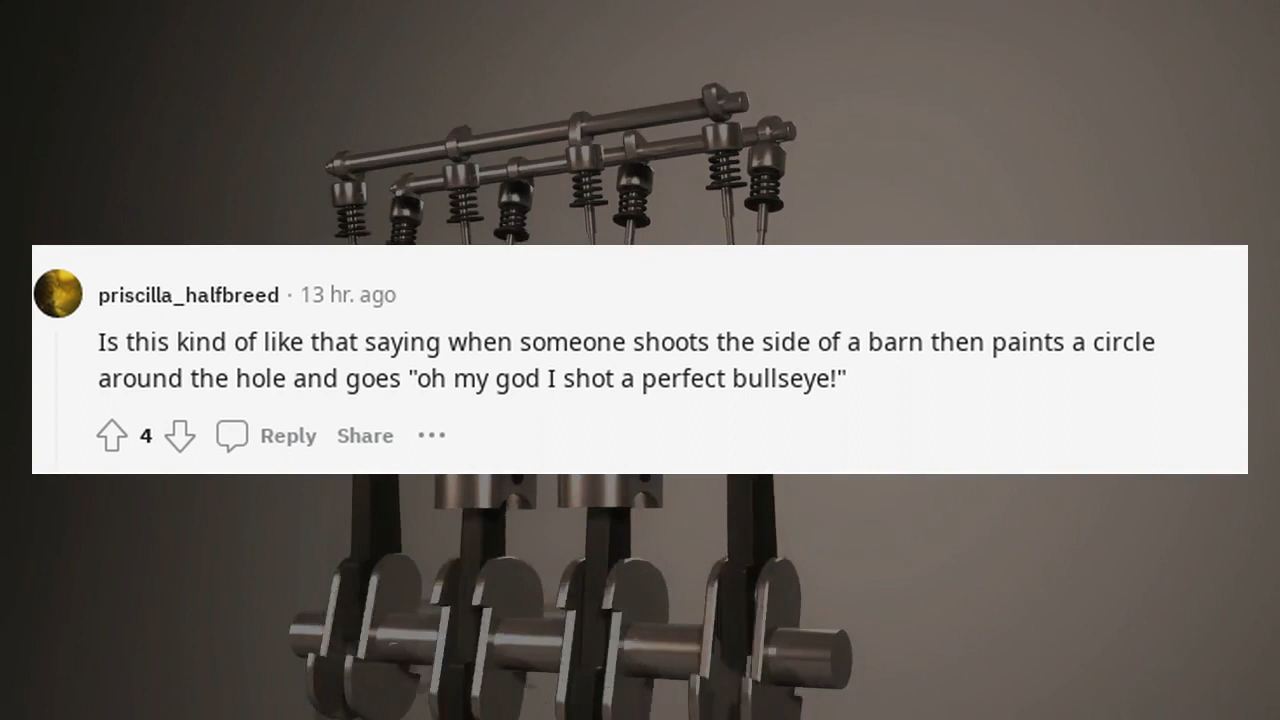 priscilla_halfbreed · 13 hr. ago
Is this kind of like that saying when someone shoots the side of a barn then paints a circle
around the hole and goes "oh my god I shot a perfect bullseye!"
4 Reply Share •••